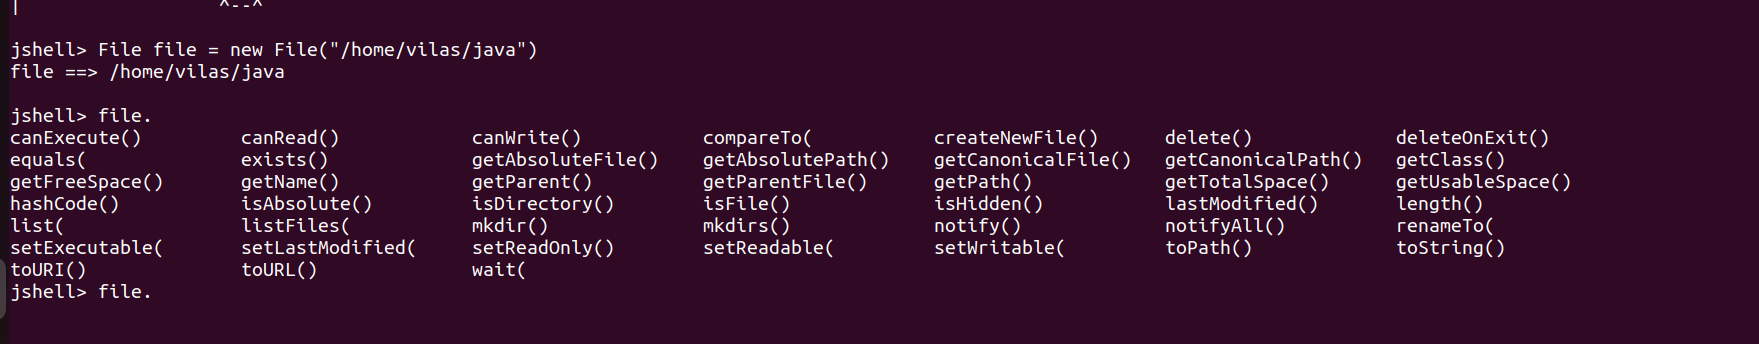 |                   ^--^
jshell> File file = new File("/home/vilas/java")
file ==> /home/vilas/java
jshell> file.
canExecute()         canRead()            canWrite()           compareTo(           createNewFile()      delete()             deleteOnExit()
equals(              exists()             getAbsoluteFile()    getAbsolutePath()    getCanonicalFile()   getCanonicalPath()   getClass()
getFreeSpace()       getName()            getParent()          getParentFile()      getPath()            getTotalSpace()      getUsableSpace()
hashCode()           isAbsolute()         isDirectory()        isFile()             isHidden()           lastModified()       length()
list(                listFiles(           mkdir()              mkdirs()             notify()             notifyAll()          renameTo(
setExecutable(       setLastModified(     setReadOnly()        setReadable(         setWritable(         toPath()             toString()
toURI()              toURL()              wait(
jshell> file.